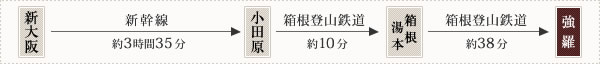 新大阪
新幹線
約3時間35分
小田原
箱根登山鉄道
約10分
箱根湯本
箱根登山鉄道
約38分
強羅